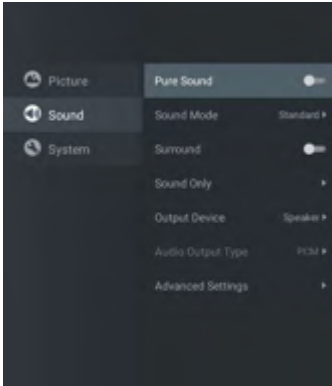 Picture
Sound
System
Pure Sound
Sound Mode Standard
Surround
Sound Only
Output Device Speaker
Audio Output Type PCM
Advanced Settings